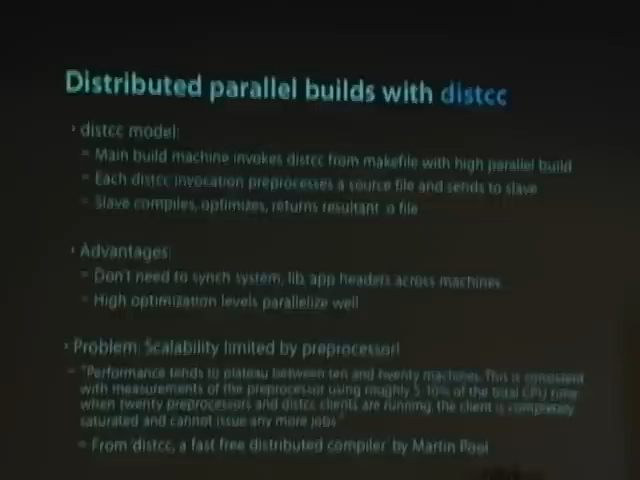 Distributed parallel builds with distcc
distcc model:
Main build machine invokes distcc from makefile with high parallel build
Each distcc invocation preprocesses a source file and sends to slave
Slave compiles, optimizes, returns resultant .o file
Advantages:
Don't need to synch system, lib, app headers across machines
High optimization levels parallelize well
Problem: Scalability limited by preprocessor!
"Performance tends to plateau between ten and twenty machines. This is consistent
with measurements of the preprocessor using roughly 5-10% of the total CPU time:
when twenty preprocessors and distcc clients are running, the client is completely
saturated and cannot issue any more jobs."
From 'distcc, a fast free distributed compiler' by Martin Pool